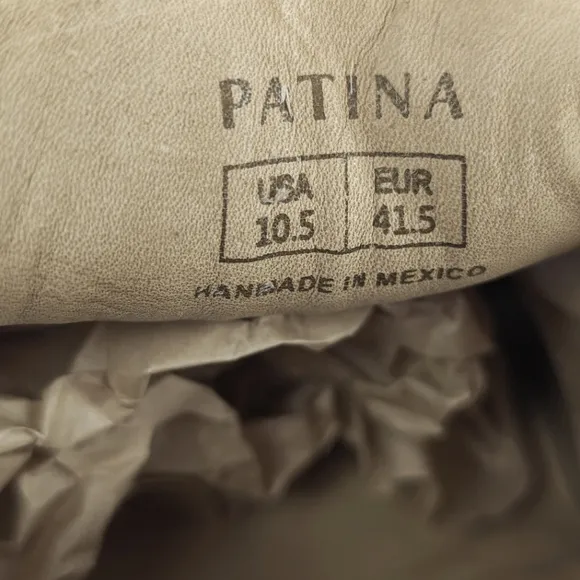 PATINA
USA EUR
10.5 41.5
HANDMADE IN MEXICO